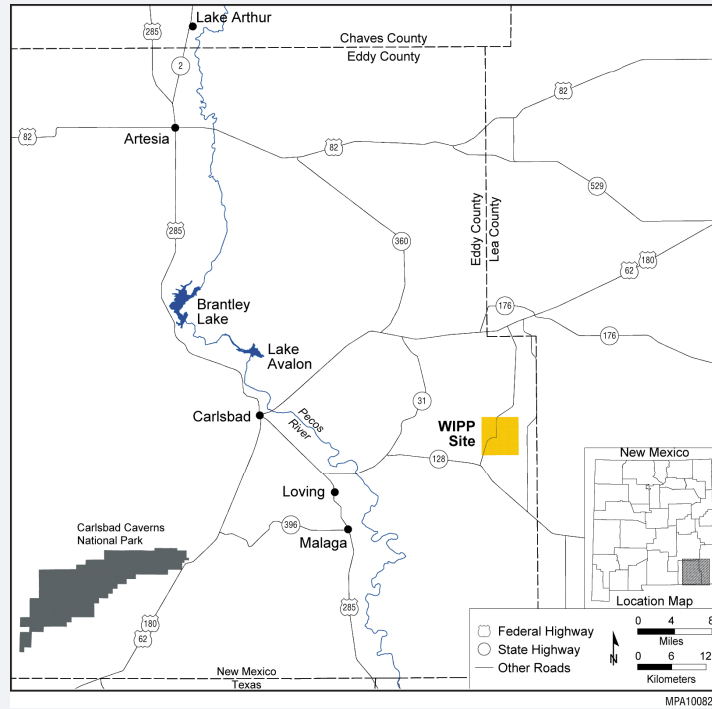 Lake Arthur
285
Chaves County
Eddy County
2
82
82
Artesia
82
82
529
285
360
Eddy County
Lea County
180
62
Brantley
Lake
176
176
Lake
Avalon
31
Carlsbad
Pecos
River
WIPP
Site
128
New Mexico
Loving
396
Malaga
Carlsbad Caverns
National Park
Location Map
285
180
62
Federal Highway
State Highway
Other Roads
N
0 4 8
Miles
0 6 12
Kilometers
New Mexico
Texas
MPA10082